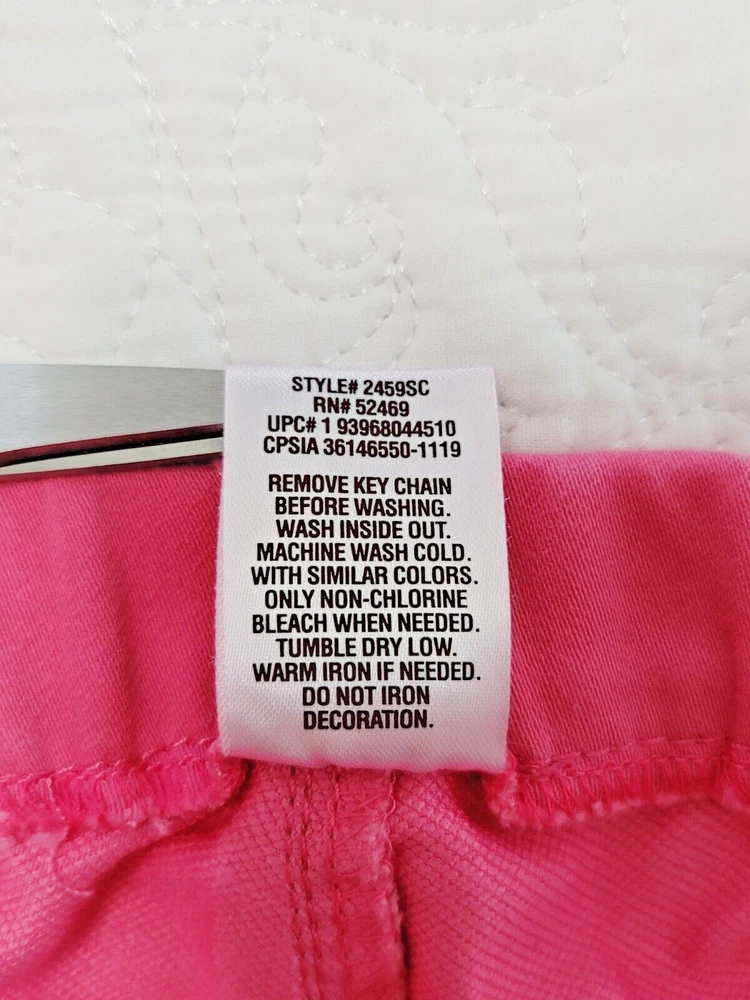 STYLE# 2459SC
RN# 52469
UPC# 1 93968044510
CPSIA 36146550-1119
REMOVE KEY CHAIN
BEFORE WASHING.
WASH INSIDE OUT.
MACHINE WASH COLD.
WITH SIMILAR COLORS.
ONLY NON-CHLORINE
BLEACH WHEN NEEDED.
TUMBLE DRY LOW.
WARM IRON IF NEEDED.
DO NOT IRON
DECORATION.